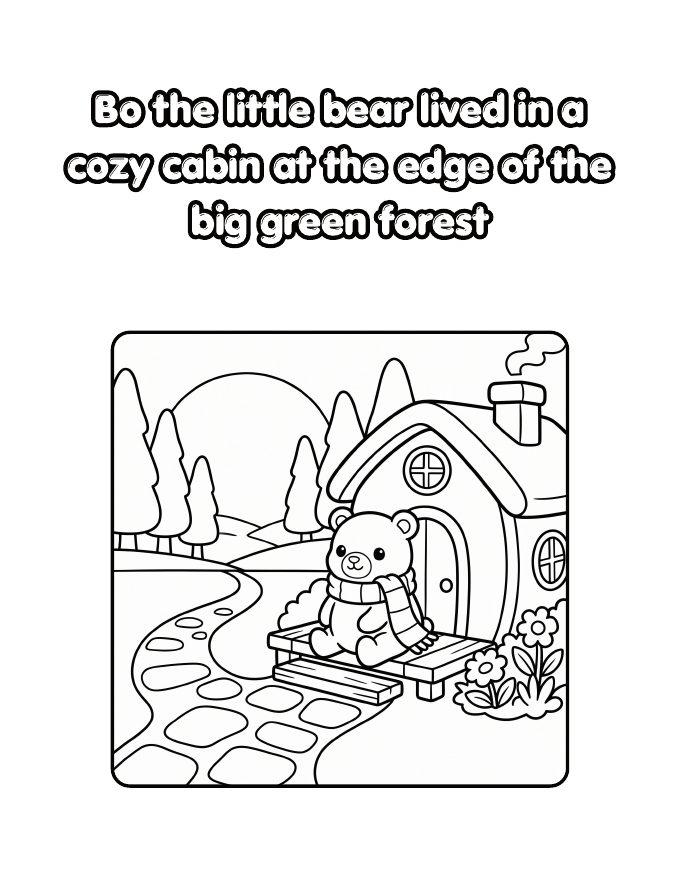 Bo the little bear lived in a
cozy cabin at the edge of the
big green forest